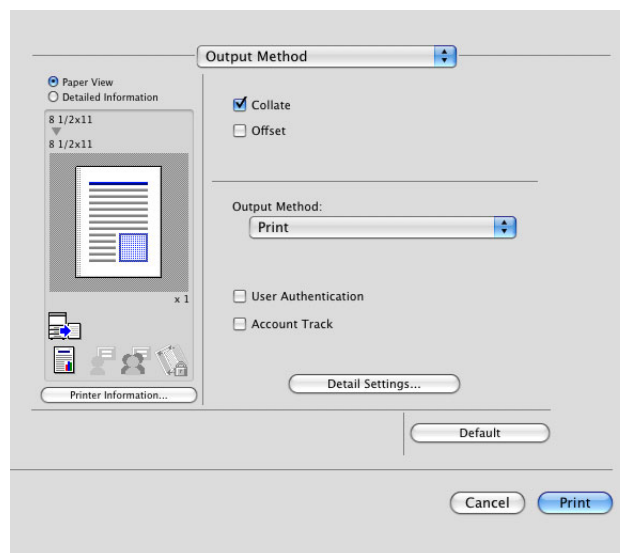 Output Method
Paper View
Detailed Information
8 1/2x11
8 1/2x11
x 1
Printer Information...
Collate
Offset
Output Method:
Print
User Authentication
Account Track
Detail Settings...
Default
Cancel
Print